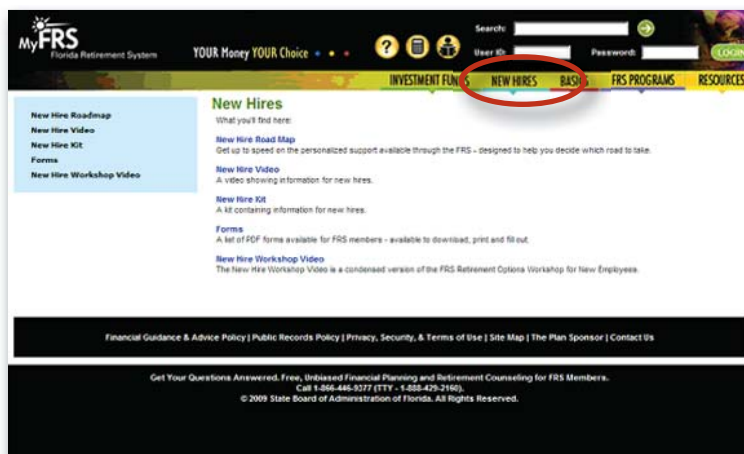 MyFRS
Florida Retirement System
YOUR Money YOUR Choice
Search:
User ID: Password: LOGIN
INVESTMENT FUNDS NEW HIRES BASICS FRS PROGRAMS RESOURCES
New Hire Roadmap
New Hire Video
New Hire Kit
Forms
New Hire Workshop Video
New Hires
What you'll find here:
New Hire Road Map
Get up to speed on the personalized support available through the FRS - designed to help you decide which road to take.
New Hire Video
A video showing information for new hires.
New Hire Kit
A kit containing information for new hires.
Forms
A list of PDF forms available for FRS members - available to download, print and fill out.
New Hire Workshop Video
The New Hire Workshop Video is a condensed version of the FRS Retirement Options Workshop for New Employees.
Financial Guidance & Advice Policy | Public Records Policy | Privacy, Security, & Terms of Use | Site Map | The Plan Sponsor | Contact Us
Get Your Questions Answered. Free, Unbiased Financial Planning and Retirement Counseling for FRS Members.
Call 1-866-446-9377 (TTY - 1-888-429-2160).
© 2009 State Board of Administration of Florida. All Rights Reserved.